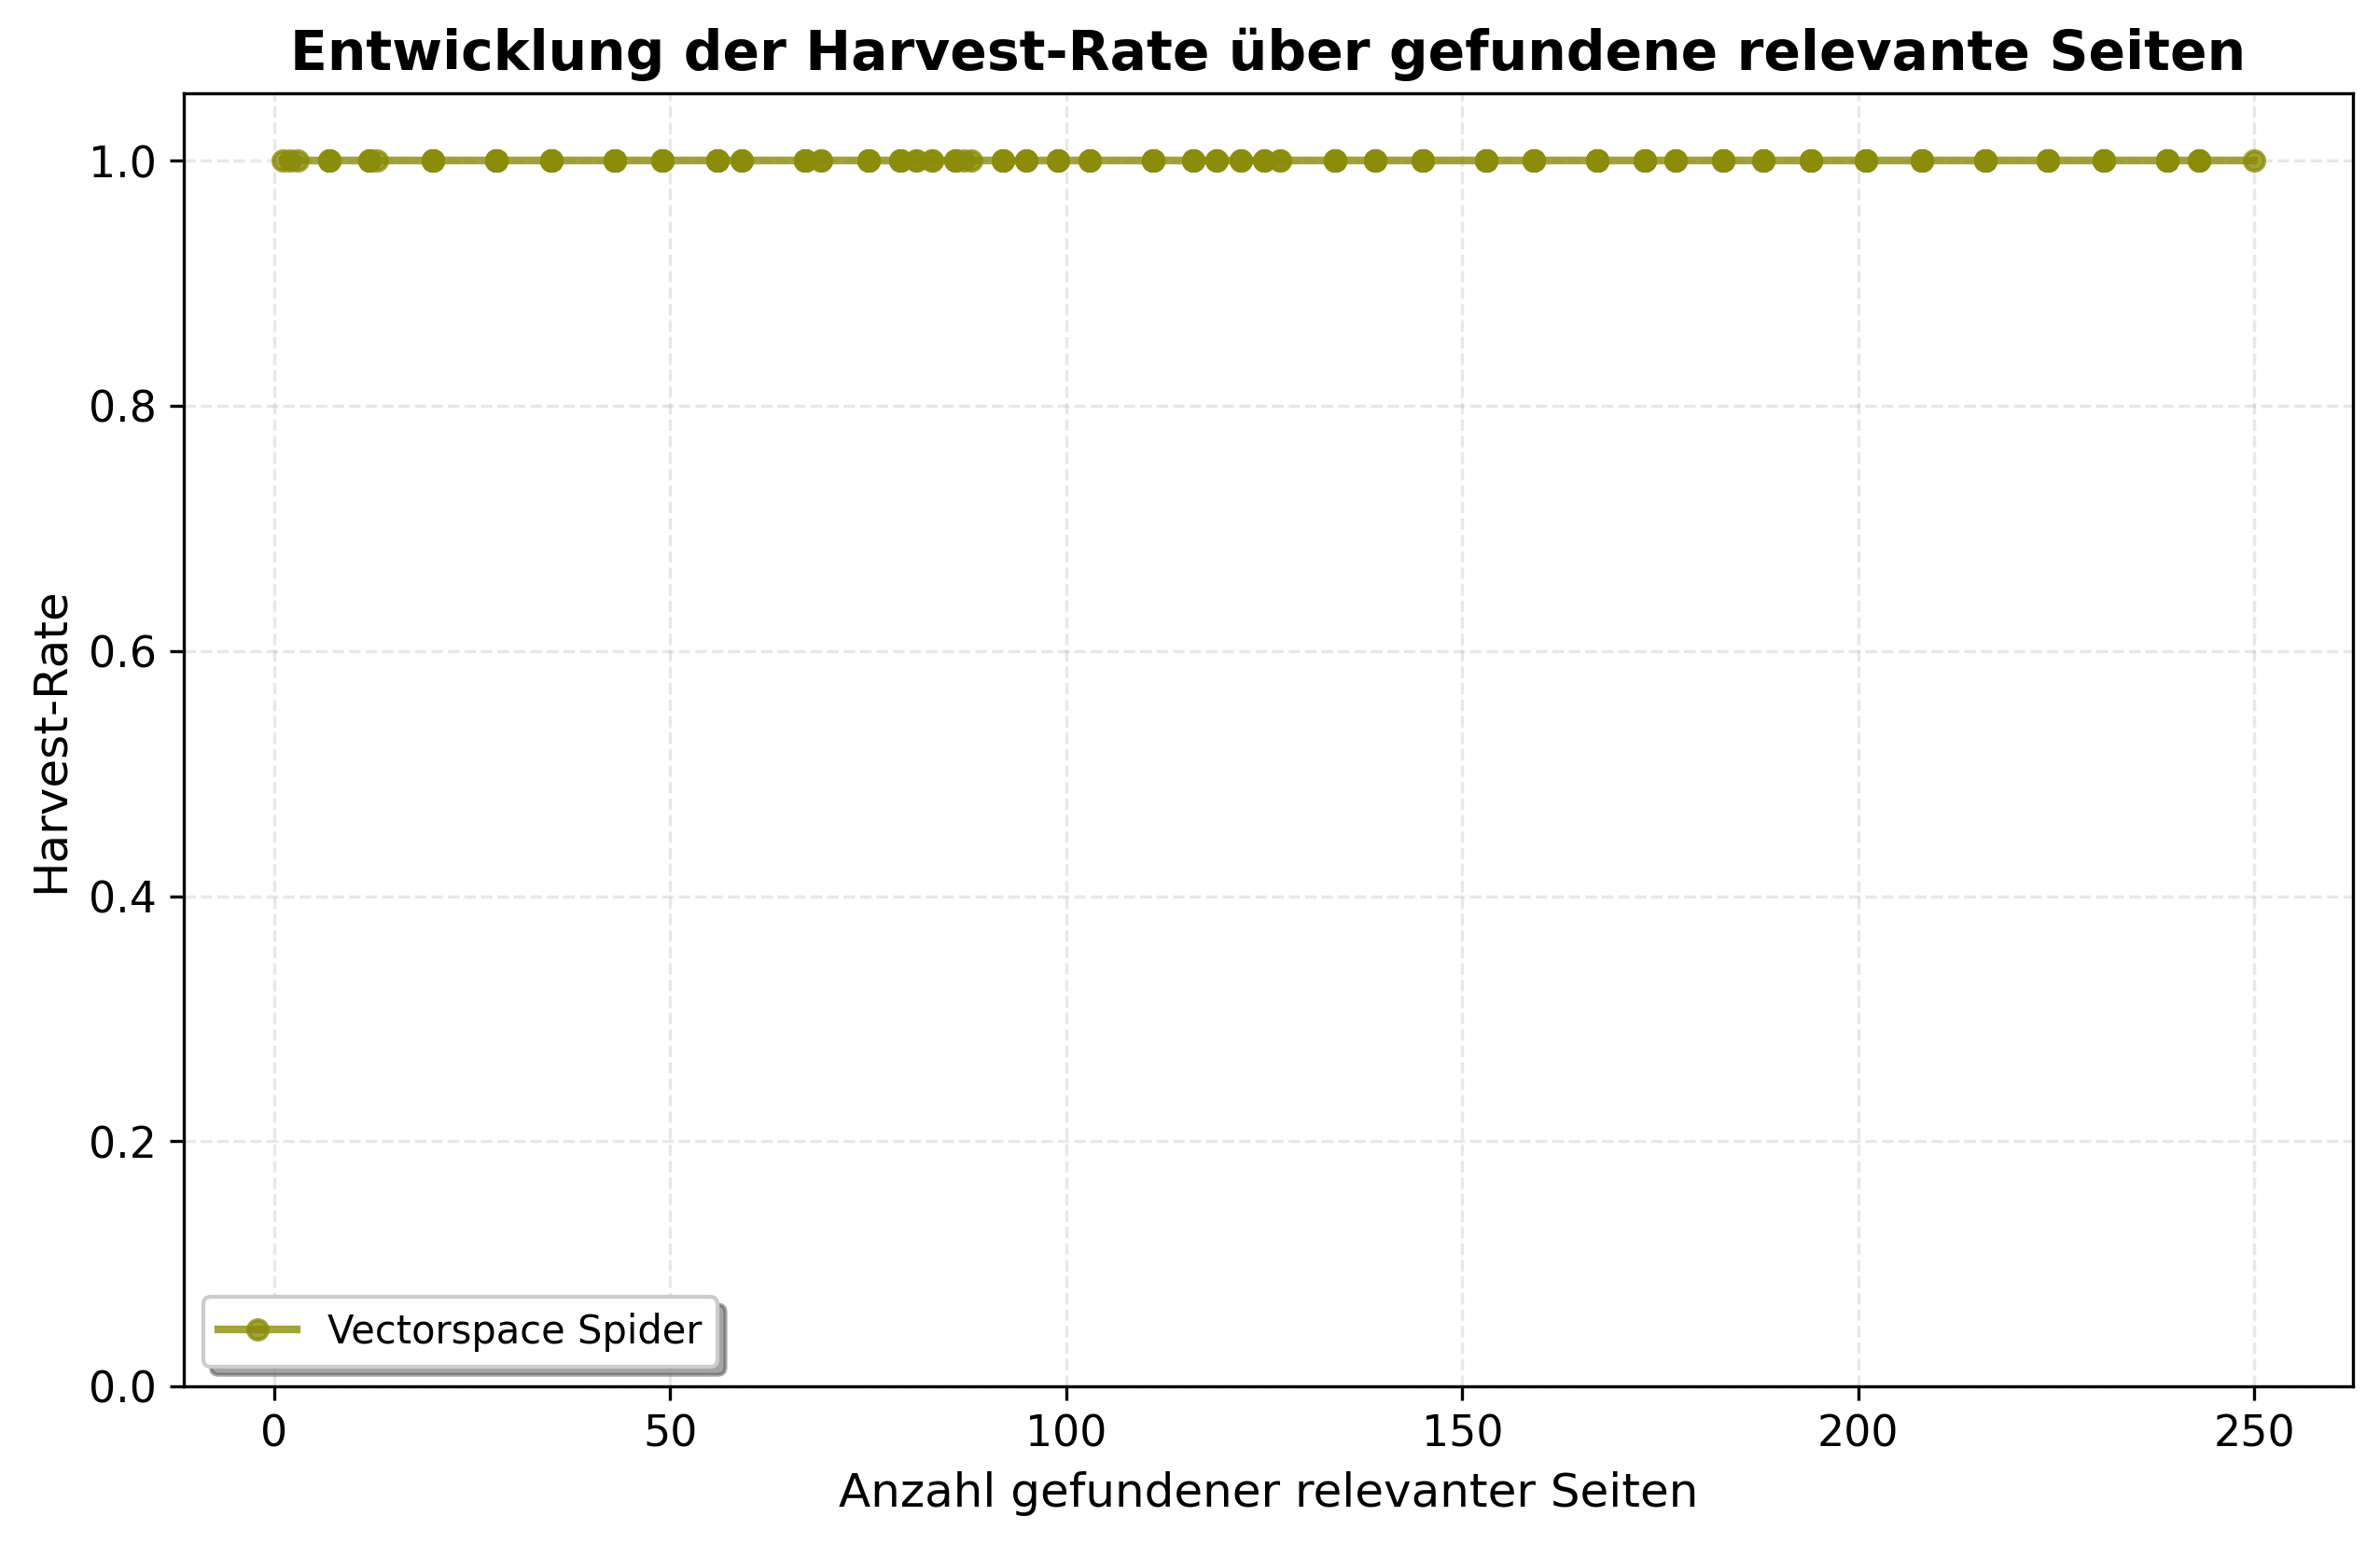 Entwicklung der Harvest-Rate über gefundene relevante Seiten
Harvest-Rate
1.0
0.8
0.6
0.4
0.2
0.0
Vectorspace Spider
0 50 100 150 200 250
Anzahl gefundener relevanter Seiten